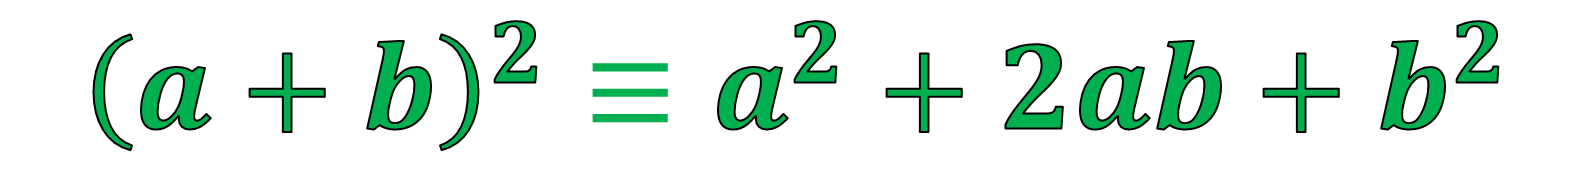 (a + b)² ≡ a² + 2ab + b²